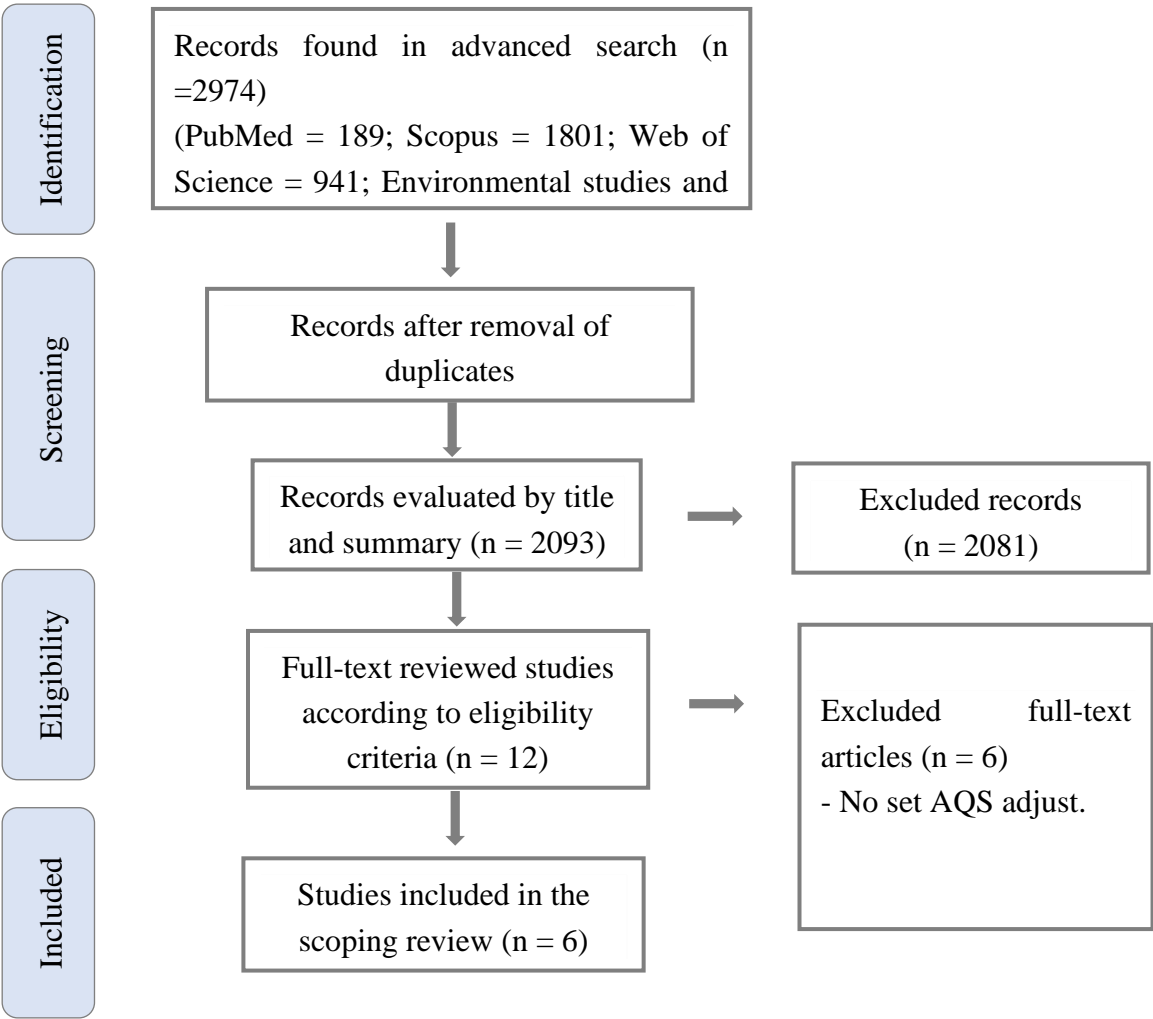 Identification
Records found in advanced search (n
=2974)
(PubMed = 189; Scopus = 1801; Web of
Science = 941; Environmental studies and
Screening
Records after removal of
duplicates
Records evaluated by title
and summary (n = 2093)
Excluded records
(n = 2081)
Eligibility
Full-text reviewed studies
according to eligibility
criteria (n = 12)
Excluded full-text
articles (n = 6)
- No set AQS adjust.
Included
Studies included in the
scoping review (n = 6)